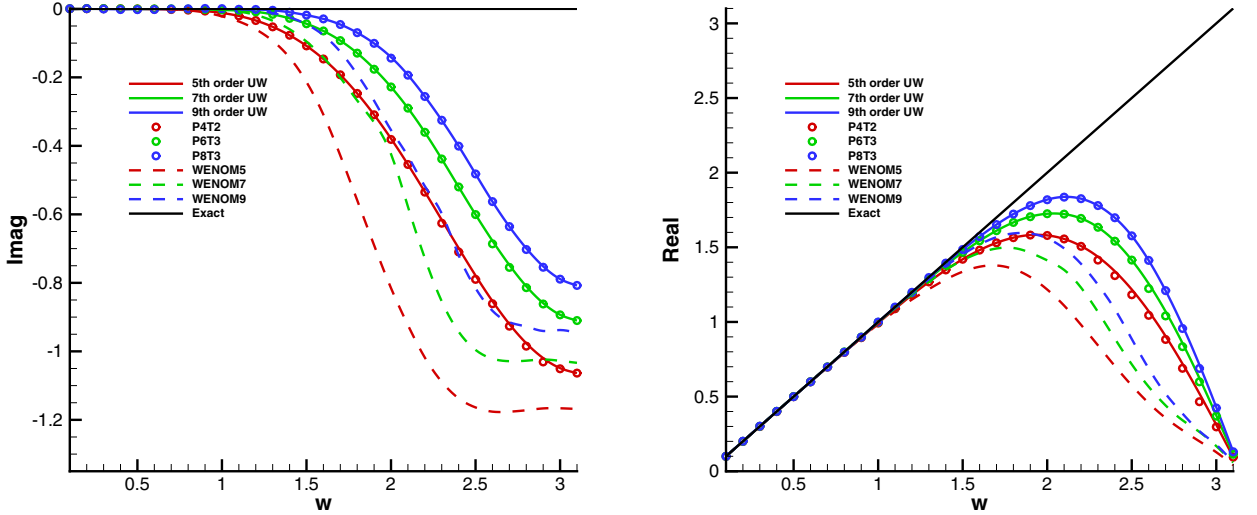 0
-0.2
-0.4
-0.6
-0.8
-1
-1.2
Imag
5th order UW
7th order UW
9th order UW
P4T2
P6T3
P8T3
WENOM5
WENOM7
WENOM9
Exact
0.5
1
1.5
2
2.5
3
w
3
2.5
2
1.5
1
0.5
0
Real
5th order UW
7th order UW
9th order UW
P4T2
P6T3
P8T3
WENOM5
WENOM7
WENOM9
Exact
0.5
1
1.5
2
2.5
3
w